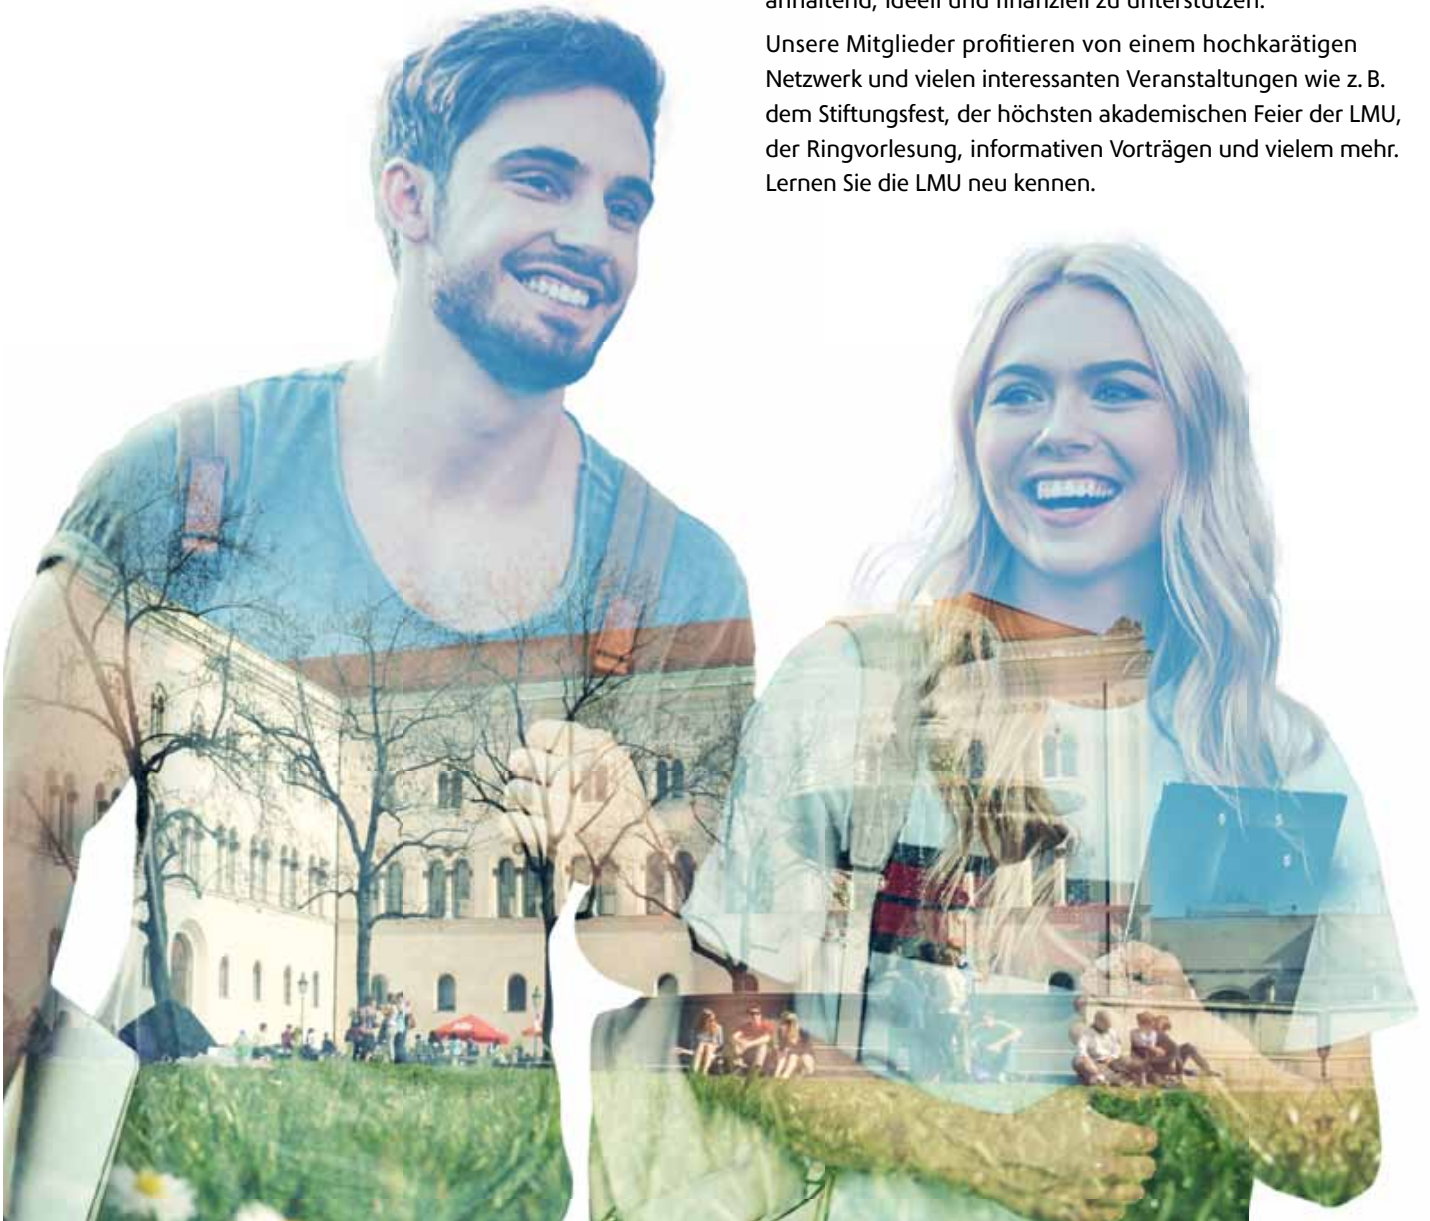 anhaltend, ideell und finanziell zu unterstützen.
Unsere Mitglieder profitieren von einem hochkarätigen
Netzwerk und vielen interessanten Veranstaltungen wie z. B.
dem Stiftungsfest, der höchsten akademischen Feier der LMU,
der Ringvorlesung, informativen Vorträgen und vielem mehr.
Lernen Sie die LMU neu kennen.